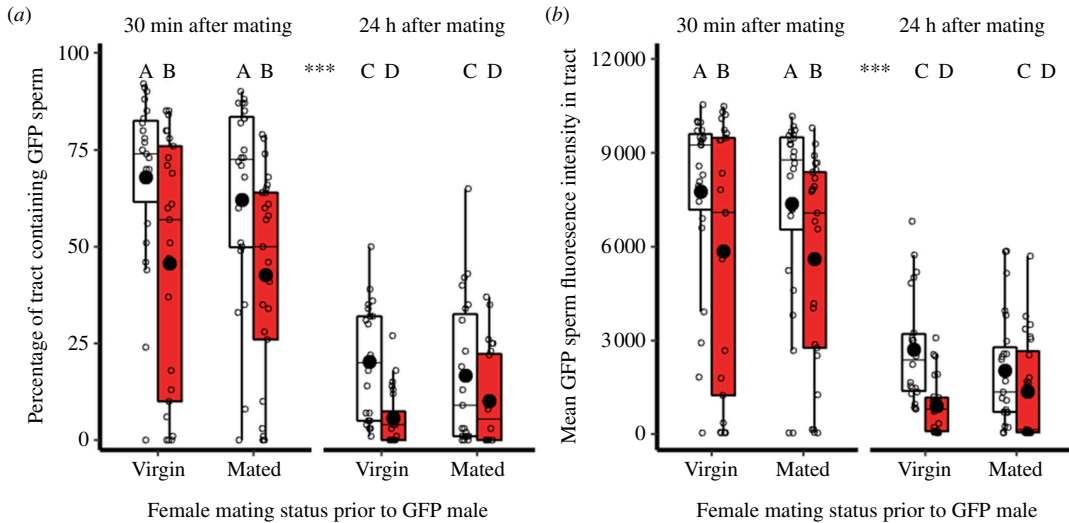 (a)
30 min after mating
24 h after mating
100
75
50
25
0
Percentage of tract containing GFP sperm
A B
A B
***
C D
C D
Virgin
Mated
Virgin
Mated
Female mating status prior to GFP male
(b)
30 min after mating
24 h after mating
12 000
9000
6000
3000
0
Mean GFP sperm fluoresence intensity in tract
A B
A B
***
C D
C D
Virgin
Mated
Virgin
Mated
Female mating status prior to GFP male